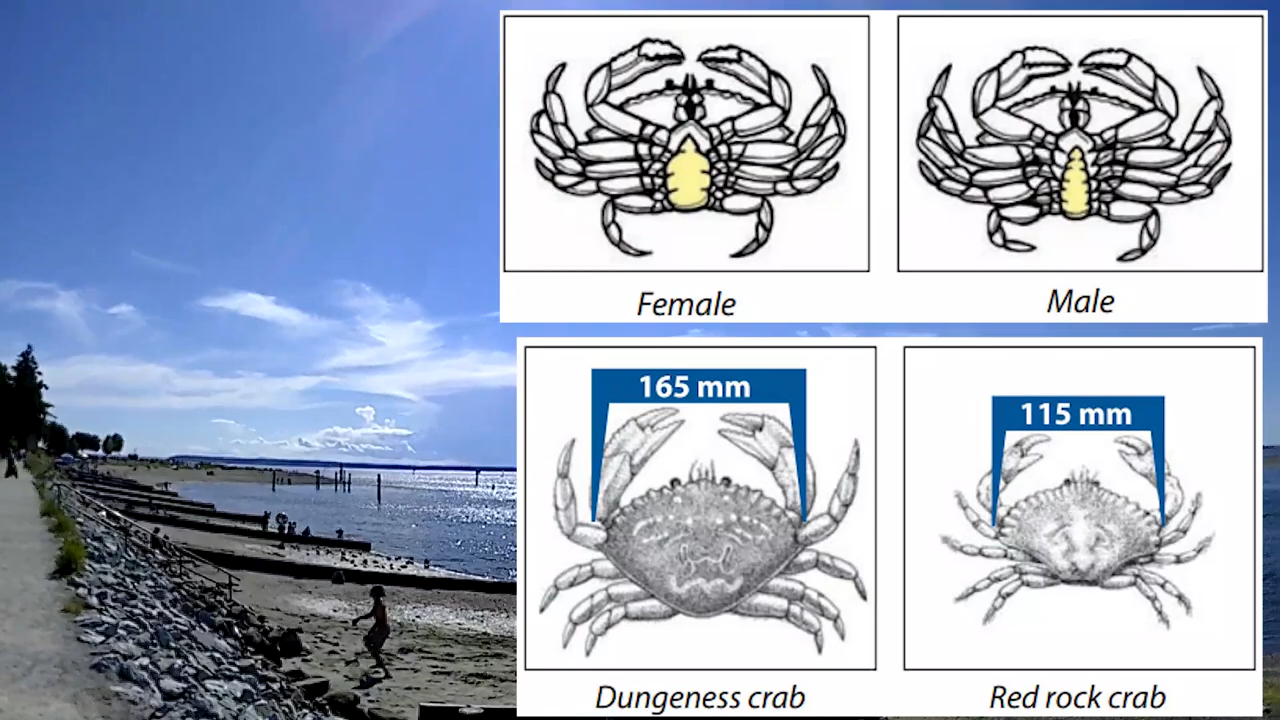 Female
Male
165 mm
115 mm
Dungeness crab
Red rock crab